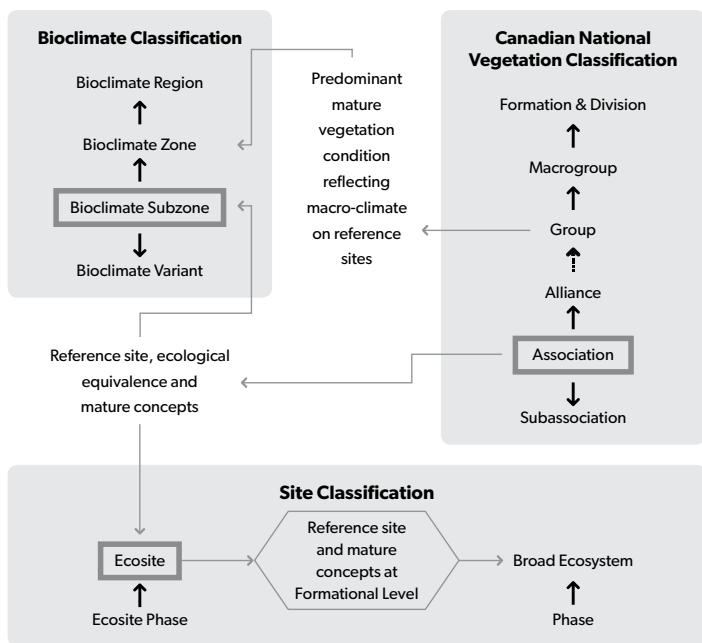 Bioclimate Classification
Bioclimate Region
Bioclimate Zone
Bioclimate Subzone
Bioclimate Variant
Predominant
mature
vegetation
condition
reflecting
macro-climate
on reference
sites
Canadian National
Vegetation Classification
Formation & Division
Macrogroup
Group
Alliance
Association
Subassociation
Reference site, ecological
equivalence and
mature concepts
Site Classification
Ecosite
Ecosite Phase
Reference site
and mature
concepts at
Formational Level
Broad Ecosystem
Phase